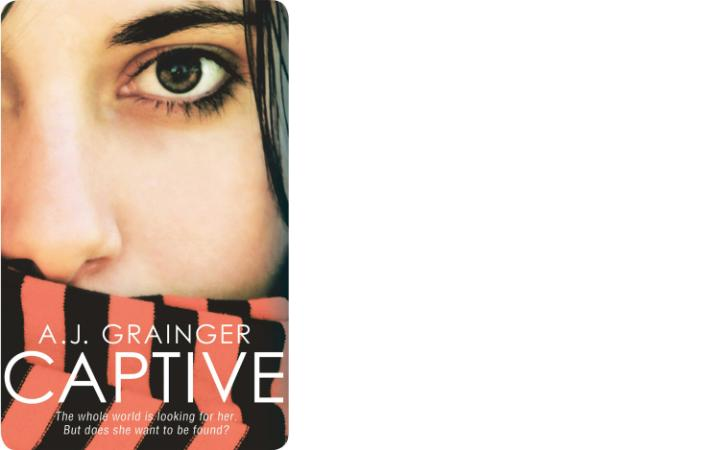 A.J. GRAINGER
CAPTIVE
The whole world is looking for her.
But does she want to be found?